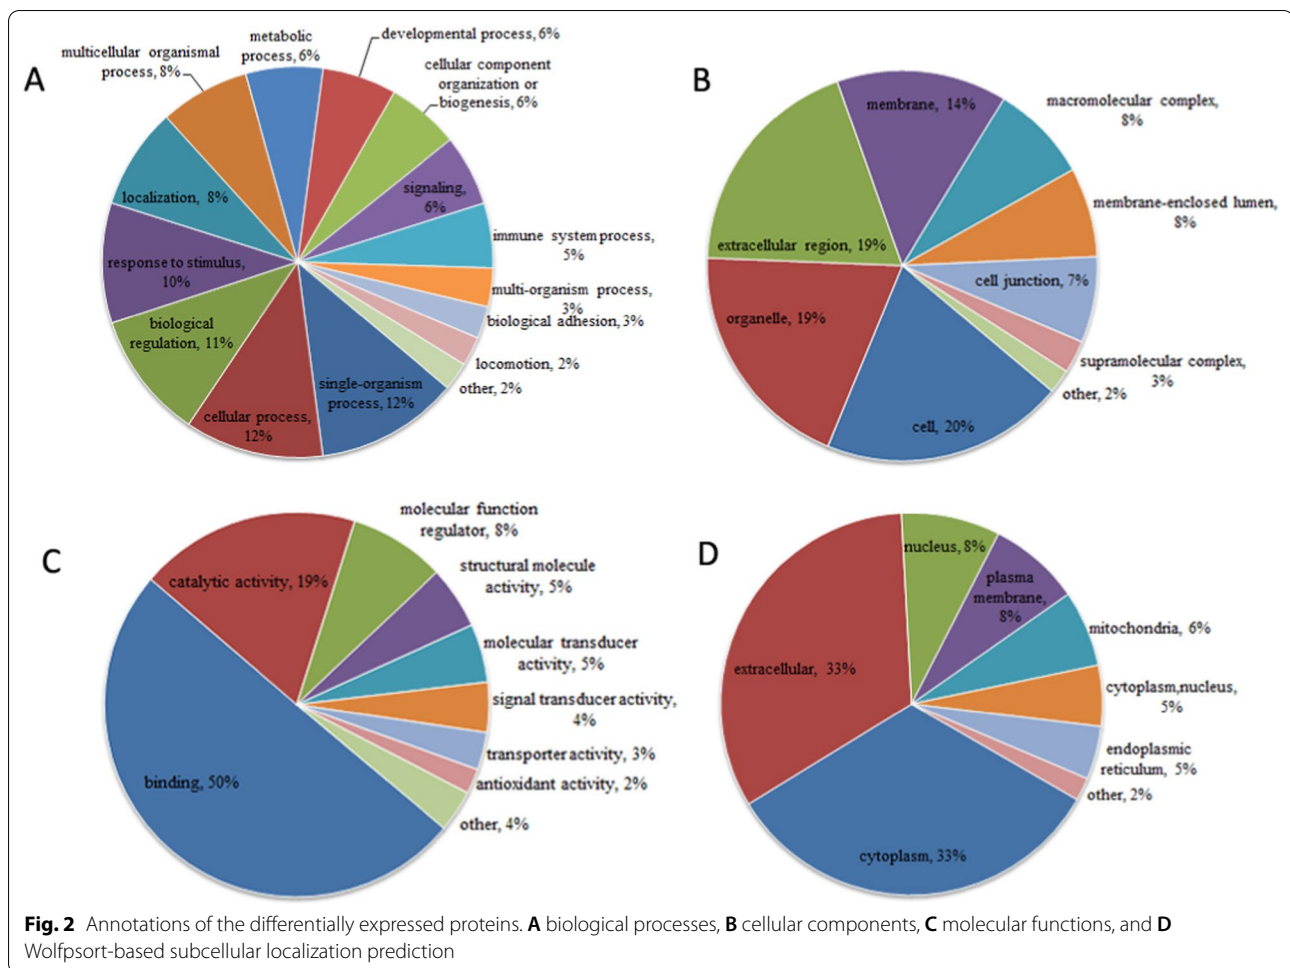 A
multicellular organismal
process, 8%
metabolic
process, 6%
developmental process, 6%
cellular component
organization or
biogenesis, 6%
signaling,
6%
immune system process,
5%
multi-organism process,
3%
biological adhesion, 3%
locomotion, 2%
other, 2%
single-organism
process, 12%
cellular process,
12%
biological
regulation, 11%
response to stimulus,
10%
localization, 8%
B
membrane, 14%
macromolecular complex,
8%
membrane-enclosed lumen,
8%
cell junction, 7%
supramolecular complex,
3%
other, 2%
cell, 20%
organelle, 19%
extracellular region, 19%
C
catalytic activity, 19%
molecular function
regulator, 8%
structural molecule
activity, 5%
molecular transducer
activity, 5%
signal transducer activity,
4%
transporter activity, 3%
antioxidant activity, 2%
other, 4%
binding, 50%
D
nucleus, 8%
plasma
membrane,
8%
mitochondria, 6%
cytoplasm,nucleus,
5%
endoplasmic
reticulum, 5%
other, 2%
cytoplasm, 33%
extracellular, 33%
Fig. 2 Annotations of the differentially expressed proteins. A biological processes, B cellular components, C molecular functions, and D
Wolfpsort-based subcellular localization prediction